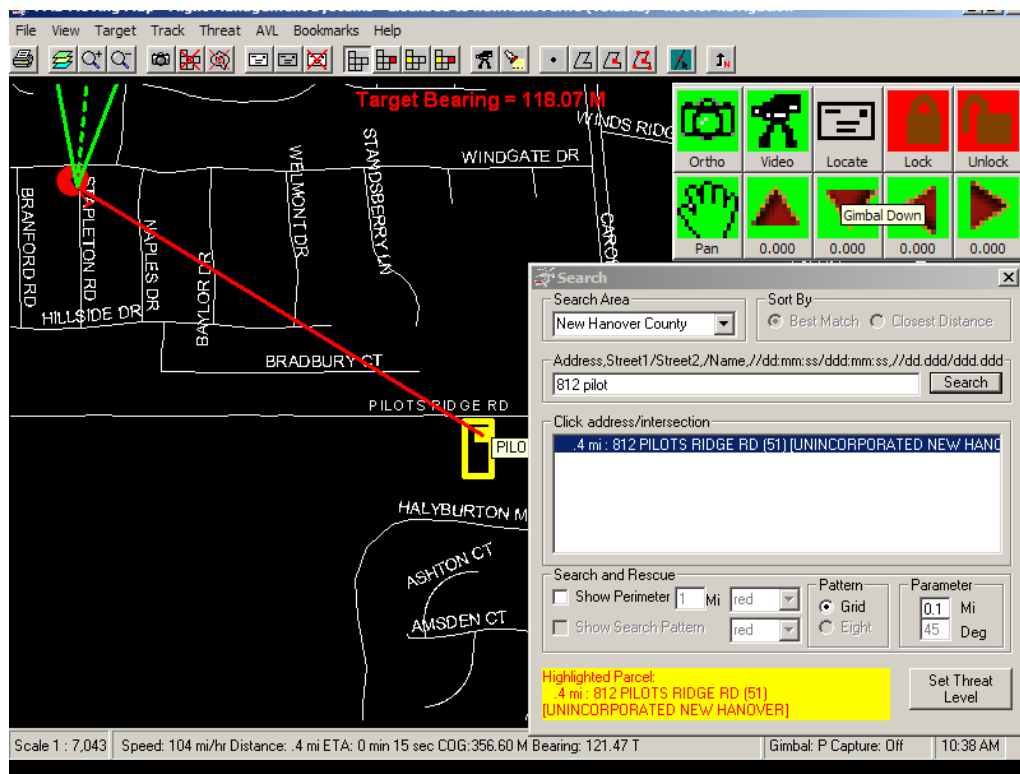 File View Target Track Threat AVL Bookmarks Help
Target Bearing = 118.07 M
WINDS RIDG
WINDGATE DR
STANDSBERRY LN
WELMONT DR
BRANFORD RD
STAPLETON RD
NAPLES DR
BAYLOR DR
HILLSIDE DR
BRADBURY CT
PILOTS RIDGE RD
PILO
HALYBURTON M
ASHTON CT
AMSDEN CT
Ortho Video Locate Lock Unlock
Gimbal Down
Pan 0.000 0.000 0.000 0.000
Search
Search Area
Sort By
New Hanover County
Best Match Closest Distance
Address,Street1/Street2,/Name,//dd:mm:ss/ddd:mm:ss,//dd.ddd/ddd.ddd
812 pilot Search
Click address/intersection
.4 mi : 812 PILOTS RIDGE RD (51) [UNINCORPORATED NEW HANO
Search and Rescue
Show Perimeter 1 Mi red
Show Search Pattern red
Pattern
Grid
Eight
Parameter
0.1 Mi
45 Deg
Highlighted Parcel:
.4 mi : 812 PILOTS RIDGE RD (51)
[UNINCORPORATED NEW HANOVER]
Set Threat
Level
Scale 1 : 7,043 Speed: 104 mi/hr Distance: .4 mi ETA: 0 min 15 sec COG:356.60 M Bearing: 121.47 T Gimbal: P Capture: Off 10:38 AM